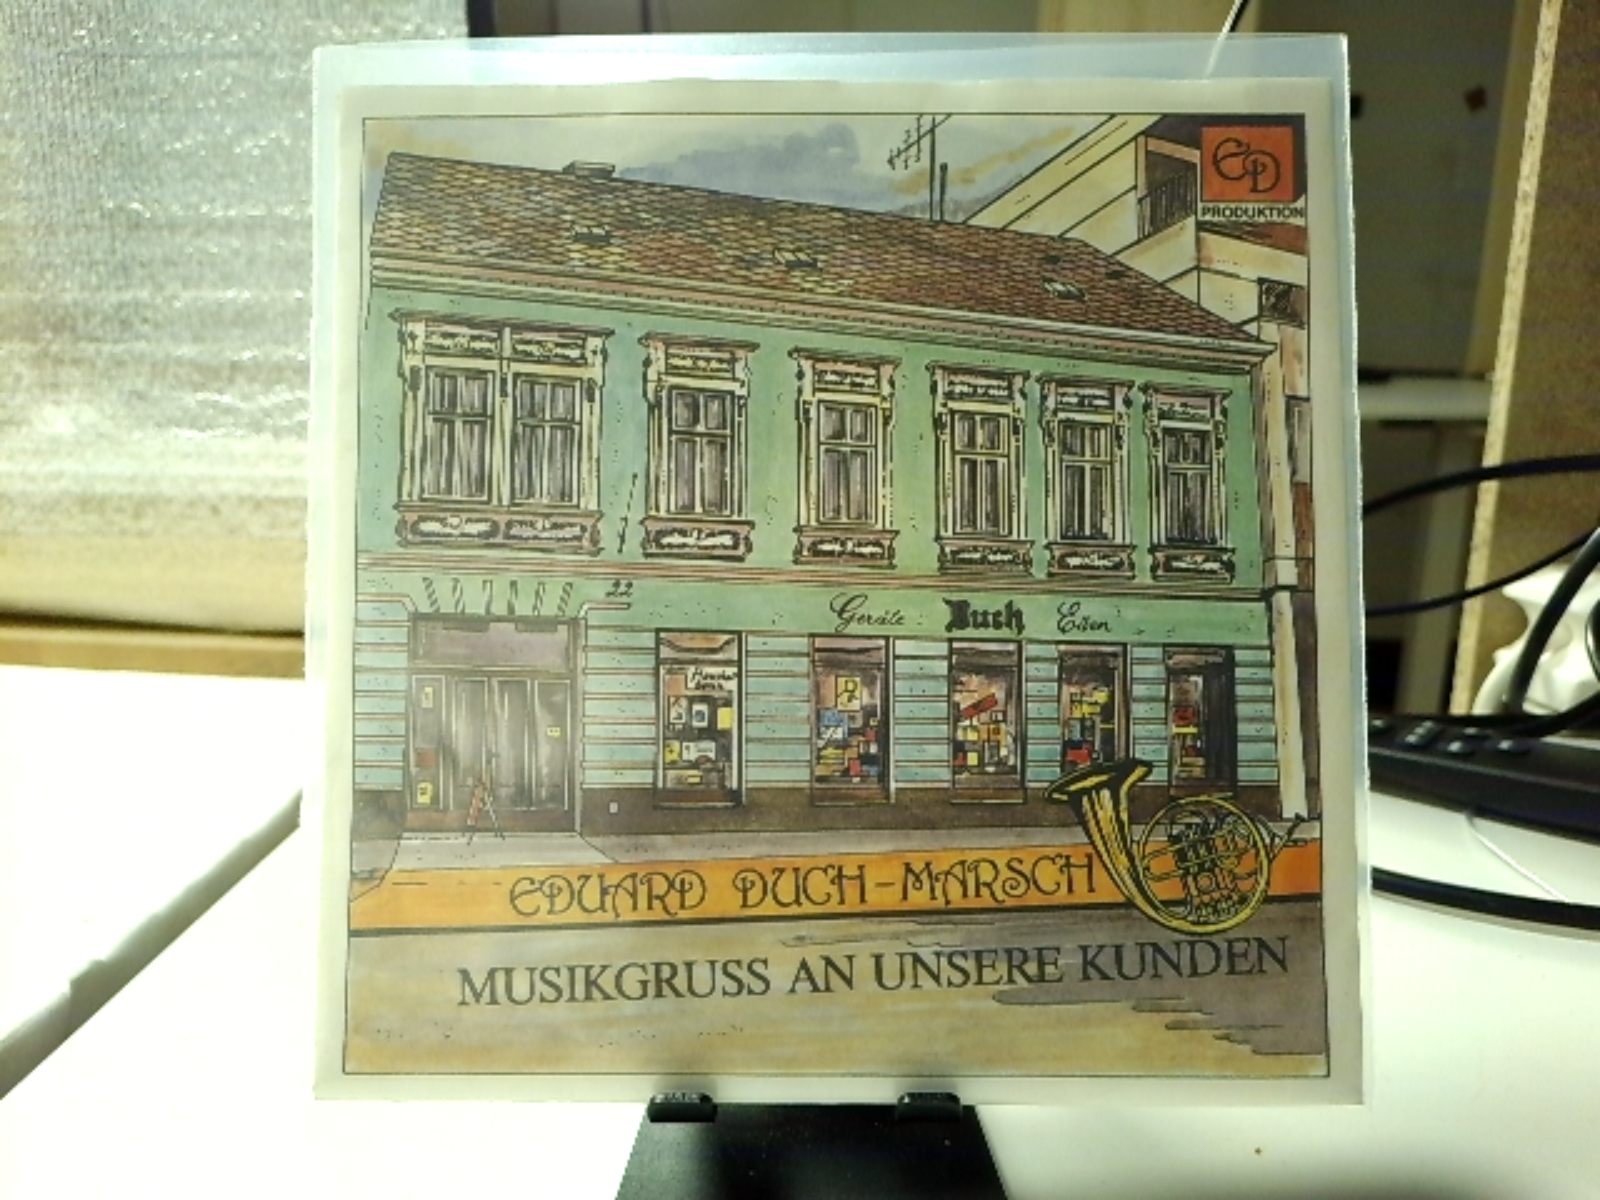 ED
PRODUKTION
22
Geräte Duch Eisen
EDUARD DUCH-MARSCH
MUSIKGRUSS AN UNSERE KUNDEN